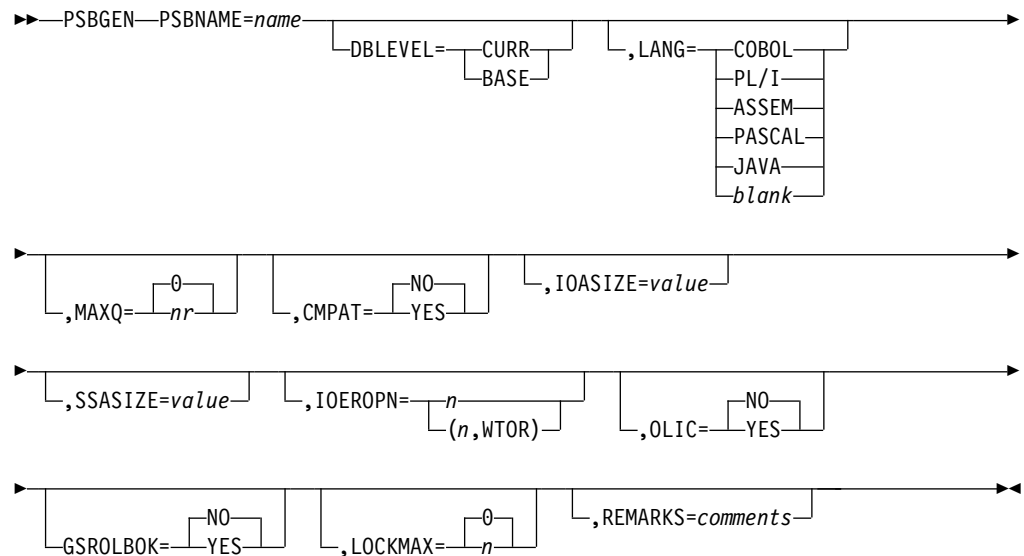 PSBGEN PSBNAME=name
DBLEVEL= CURR ,LANG= COBOL
BASE PL/I
ASSEM
PASCAL
JAVA
blank
0 NO ,IOASIZE=value
,MAXQ= nr ,CMPAT= YES
,SSASIZE=value ,IOEROPN= n NO
(n,WTOR) ,OLIC= YES
NO 0 ,REMARKS=comments
GSROLBOK= YES ,LOCKMAX= n